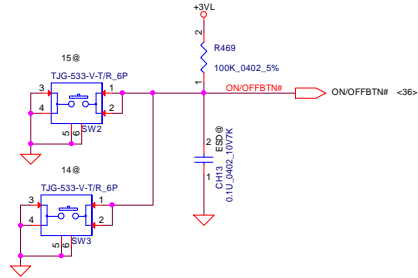 +3VL
2
R469
100K_0402_5%
1
15@
TJG-533-V-T/R_6P
3
1
4
2
5
6
SW2
ON/OFFBTN#
ON/OFFBTN# <36>
2
1
CH13
ESD@
0.1U_0402_10V7K
14@
TJG-533-V-T/R_6P
3
1
4
2
5
6
SW3